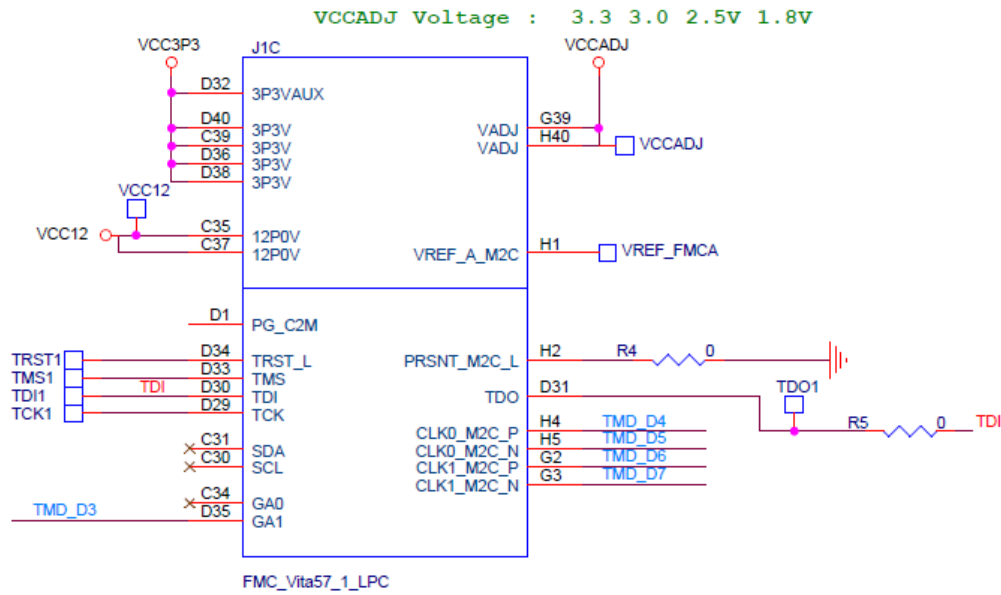 VCCADJ Voltage : 3.3 3.0 2.5V 1.8V
VCC3P3 J1C VCCADJ
D32 3P3VAUX
D40 3P3V VADJ G39
C39 3P3V VADJ H40 VCCADJ
D36 3P3V
D38 3P3V
VCC12
VCC12 C35 12P0V
C37 12P0V VREF_A_M2C H1 VREF_FMCA
D1 PG_C2M
TRST1 D34 TRST_L PRSNT_M2C_L H2 R4 0
TMS1 D33 TMS
TDI1 TDI D30 TDI TDO D31 TDO1
TCK1 D29 TCK
CLK0_M2C_P H4 TMD_D4 R5 0 TDI
C31 SDA CLK0_M2C_N H5 TMD_D5
C30 SCL CLK1_M2C_P G2 TMD_D6
CLK1_M2C_N G3 TMD_D7
C34 GA0
TMD_D3 D35 GA1
FMC_Vita57_1_LPC